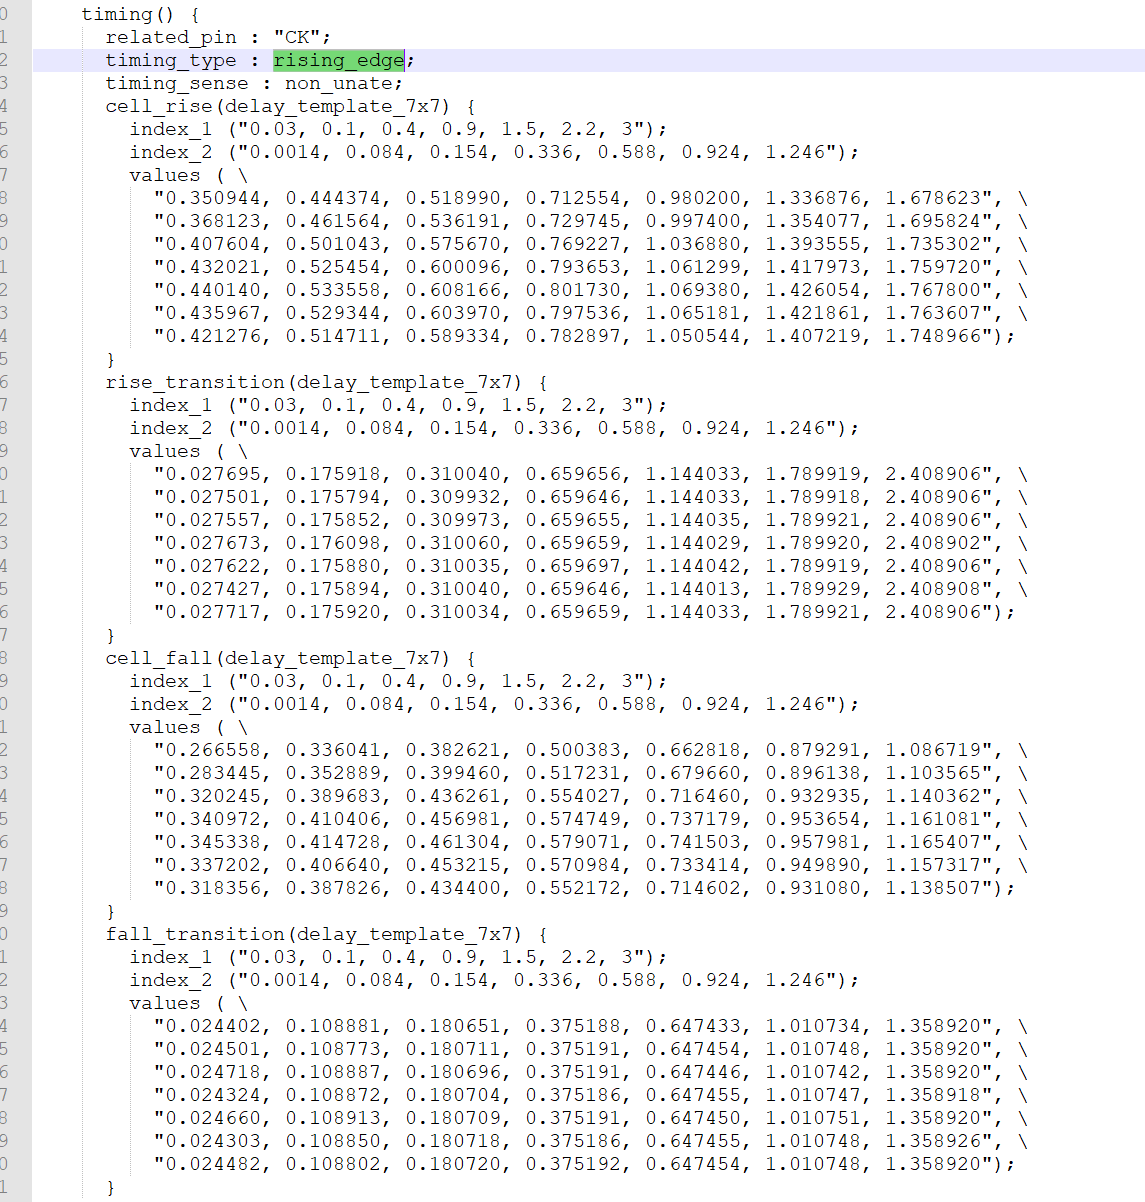 0 timing() {
1 related_pin : "CK";
2 timing_type : rising_edge;
3 timing_sense : non_unate;
4 cell_rise(delay_template_7x7) {
5 index_1 ("0.03, 0.1, 0.4, 0.9, 1.5, 2.2, 3");
6 index_2 ("0.0014, 0.084, 0.154, 0.336, 0.588, 0.924, 1.246");
7 values ( \
8 "0.350944, 0.444374, 0.518990, 0.712554, 0.980200, 1.336876, 1.678623", \
9 "0.368123, 0.461564, 0.536191, 0.729745, 0.997400, 1.354077, 1.695824", \
0 "0.407604, 0.501043, 0.575670, 0.769227, 1.036880, 1.393555, 1.735302", \
1 "0.432021, 0.525454, 0.600096, 0.793653, 1.061299, 1.417973, 1.759720", \
2 "0.440140, 0.533558, 0.608166, 0.801730, 1.069380, 1.426054, 1.767800", \
3 "0.435967, 0.529344, 0.603970, 0.797536, 1.065181, 1.421861, 1.763607", \
4 "0.421276, 0.514711, 0.589334, 0.782897, 1.050544, 1.407219, 1.748966");
5 }
6 rise_transition(delay_template_7x7) {
7 index_1 ("0.03, 0.1, 0.4, 0.9, 1.5, 2.2, 3");
8 index_2 ("0.0014, 0.084, 0.154, 0.336, 0.588, 0.924, 1.246");
9 values ( \
0 "0.027695, 0.175918, 0.310040, 0.659656, 1.144033, 1.789919, 2.408906", \
1 "0.027501, 0.175794, 0.309932, 0.659646, 1.144033, 1.789918, 2.408906", \
2 "0.027557, 0.175852, 0.309973, 0.659655, 1.144035, 1.789921, 2.408906", \
3 "0.027673, 0.176098, 0.310060, 0.659659, 1.144029, 1.789920, 2.408902", \
4 "0.027622, 0.175880, 0.310035, 0.659697, 1.144042, 1.789919, 2.408906", \
5 "0.027427, 0.175894, 0.310040, 0.659646, 1.144013, 1.789929, 2.408908", \
6 "0.027717, 0.175920, 0.310034, 0.659659, 1.144033, 1.789921, 2.408906");
7 }
8 cell_fall(delay_template_7x7) {
9 index_1 ("0.03, 0.1, 0.4, 0.9, 1.5, 2.2, 3");
0 index_2 ("0.0014, 0.084, 0.154, 0.336, 0.588, 0.924, 1.246");
1 values ( \
2 "0.266558, 0.336041, 0.382621, 0.500383, 0.662818, 0.879291, 1.086719", \
3 "0.283445, 0.352889, 0.399460, 0.517231, 0.679660, 0.896138, 1.103565", \
4 "0.320245, 0.389683, 0.436261, 0.554027, 0.716460, 0.932935, 1.140362", \
5 "0.340972, 0.410406, 0.456981, 0.574749, 0.737179, 0.953654, 1.161081", \
6 "0.345338, 0.414728, 0.461304, 0.579071, 0.741503, 0.957981, 1.165407", \
7 "0.337202, 0.406640, 0.453215, 0.570984, 0.733414, 0.949890, 1.157317", \
8 "0.318356, 0.387826, 0.434400, 0.552172, 0.714602, 0.931080, 1.138507");
9 }
0 fall_transition(delay_template_7x7) {
1 index_1 ("0.03, 0.1, 0.4, 0.9, 1.5, 2.2, 3");
2 index_2 ("0.0014, 0.084, 0.154, 0.336, 0.588, 0.924, 1.246");
3 values ( \
4 "0.024402, 0.108881, 0.180651, 0.375188, 0.647433, 1.010734, 1.358920", \
5 "0.024501, 0.108773, 0.180711, 0.375191, 0.647454, 1.010748, 1.358920", \
6 "0.024718, 0.108887, 0.180696, 0.375191, 0.647446, 1.010742, 1.358920", \
7 "0.024324, 0.108872, 0.180704, 0.375186, 0.647455, 1.010747, 1.358918", \
8 "0.024660, 0.108913, 0.180709, 0.375191, 0.647450, 1.010751, 1.358920", \
9 "0.024303, 0.108850, 0.180718, 0.375186, 0.647455, 1.010748, 1.358926", \
0 "0.024482, 0.108802, 0.180720, 0.375192, 0.647454, 1.010748, 1.358920");
1 }